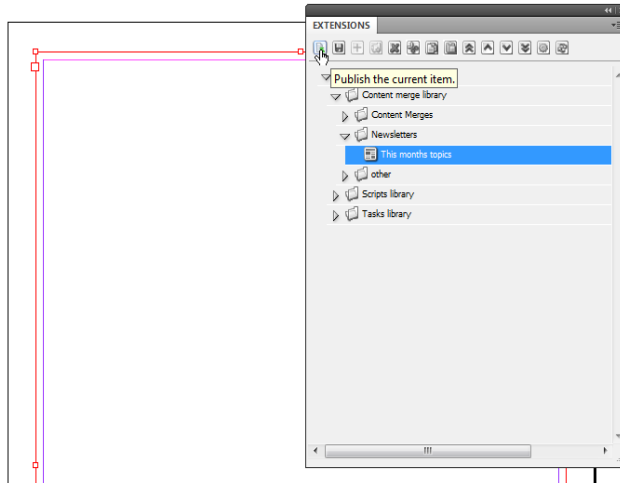 EXTENSIONS
Publish the current item.
Content merge library
Content Merges
Newsletters
This months topics
other
Scripts library
Tasks library